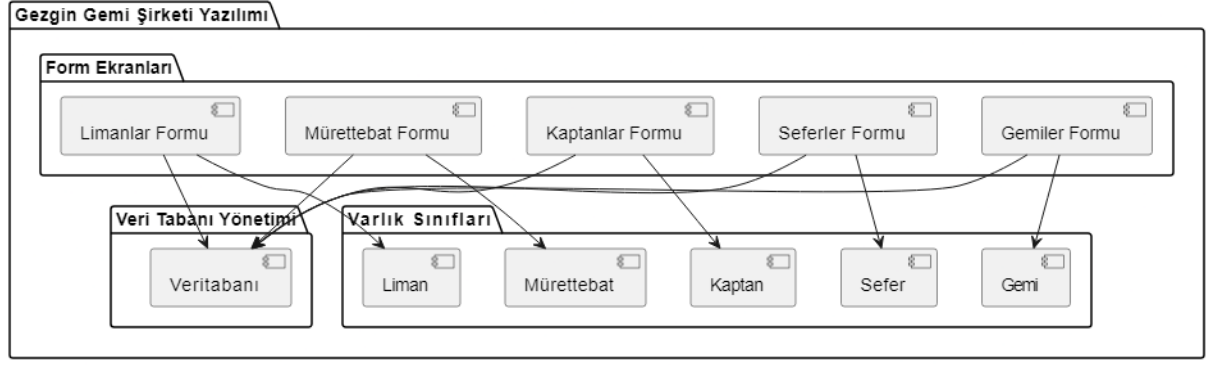 Gezgin Gemi Şirketi Yazılımı
Form Ekranları
Limanlar Formu
Mürettebat Formu
Kaptanlar Formu
Seferler Formu
Gemiler Formu
Veri Tabanı Yönetimi
Varlık Sınıfları
Veritabanı
Liman
Mürettebat
Kaptan
Sefer
Gemi